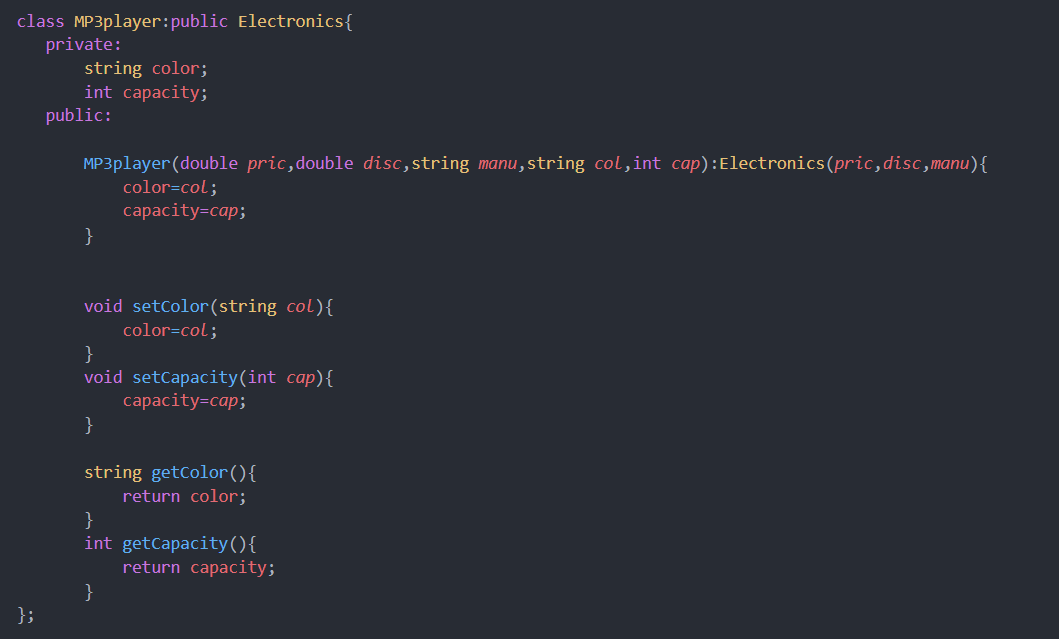 class MP3player:public Electronics{
private:
string color;
int capacity;
public:
MP3player(double pric,double disc,string manu,string col,int cap):Electronics(pric,disc,manu){
color=col;
capacity=cap;
}
void setColor(string col){
color=col;
}
void setCapacity(int cap){
capacity=cap;
}
string getColor(){
return color;
}
int getCapacity(){
return capacity;
}
};